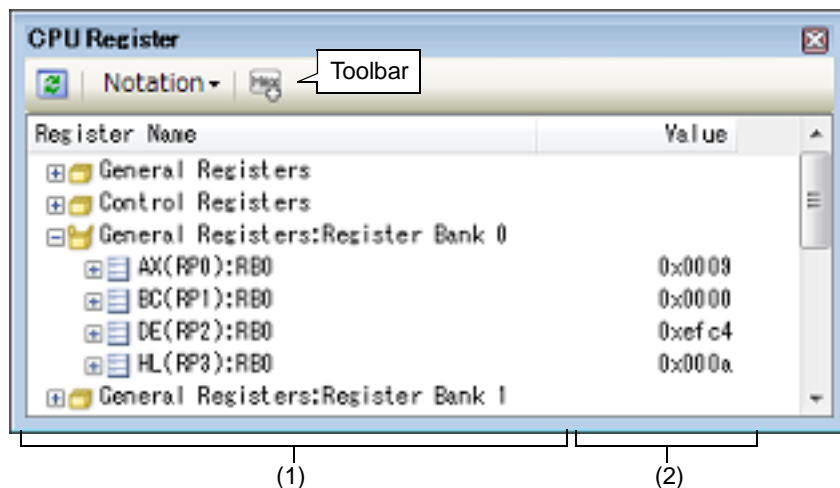 CPU Register
Notation
Hex
Toolbar
Register Name Value
General Registers
Control Registers
General Registers:Register Bank 0
AX(RP0):RB0 0x0009
BC(RP1):RB0 0x0000
DE(RP2):RB0 0xefc4
HL(RP3):RB0 0x000a
General Registers:Register Bank 1
(1) (2)